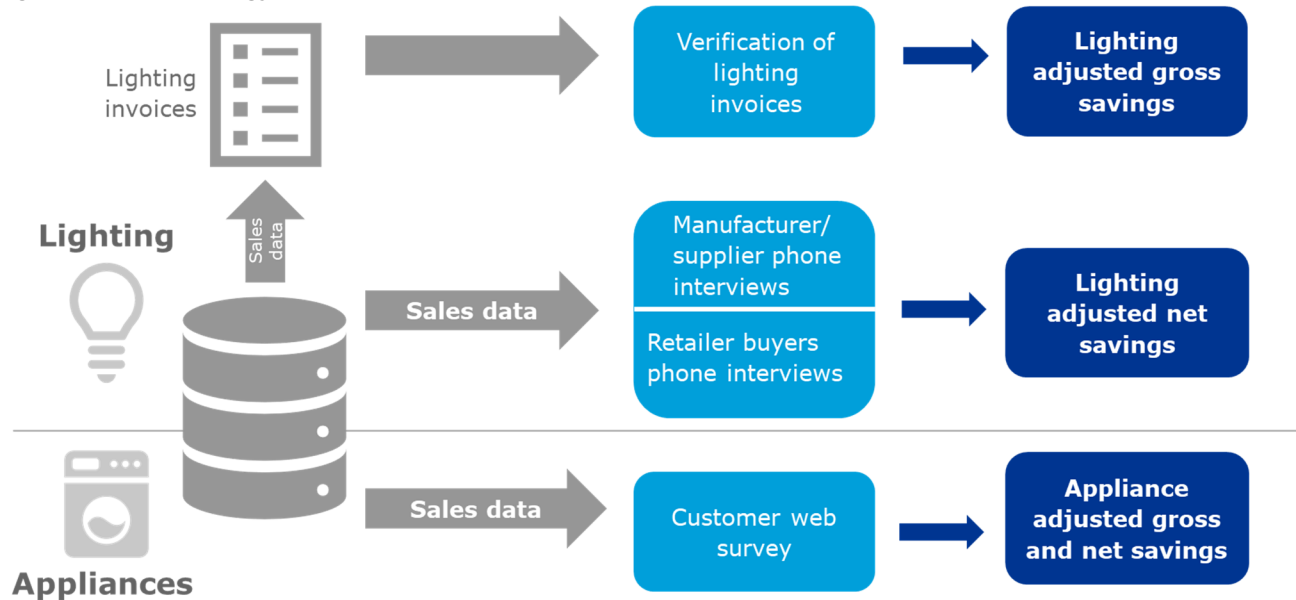 Lighting
invoices
Verification of
lighting
invoices
Lighting
adjusted gross
savings
Sales
data
Lighting
Sales data
Manufacturer/
supplier phone
interviews
Retailer buyers
phone interviews
Lighting
adjusted net
savings
Sales data
Customer web
survey
Appliance
adjusted gross
and net savings
Appliances